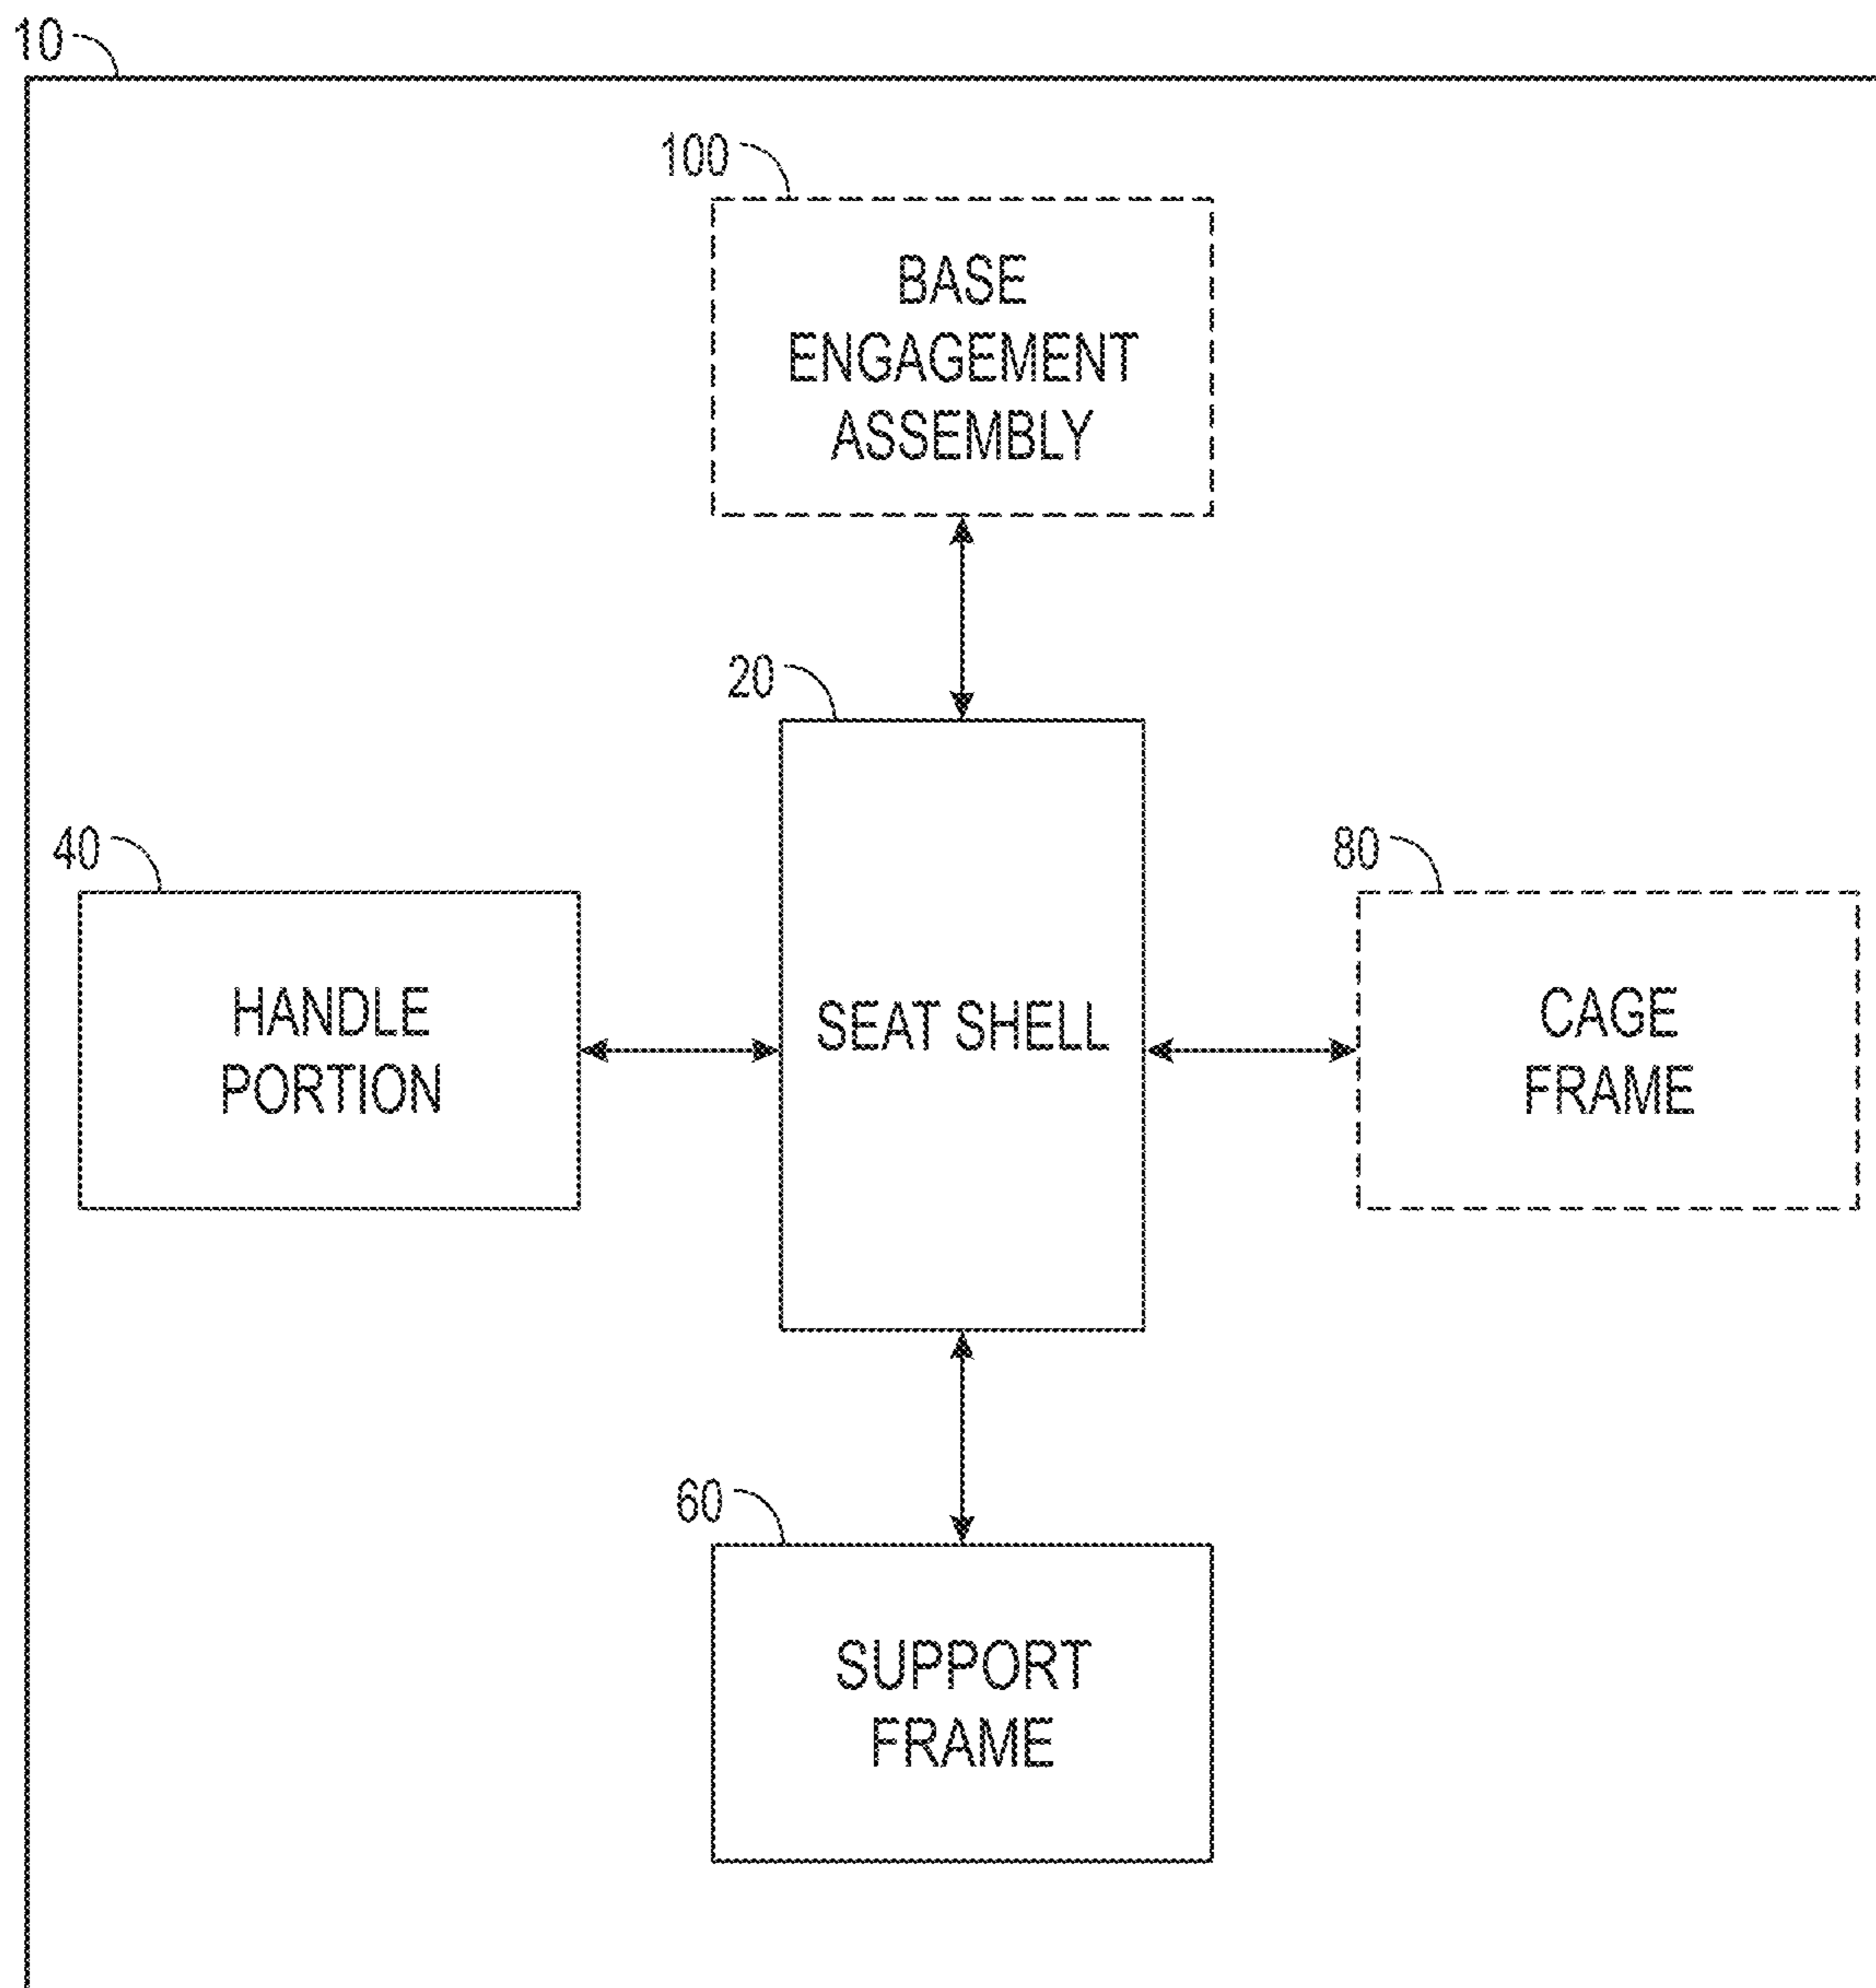 10
100
BASE
ENGAGEMENT
ASSEMBLY
20
40
80
HANDLE
PORTION
SEAT SHELL
CAGE
FRAME
60
SUPPORT
FRAME